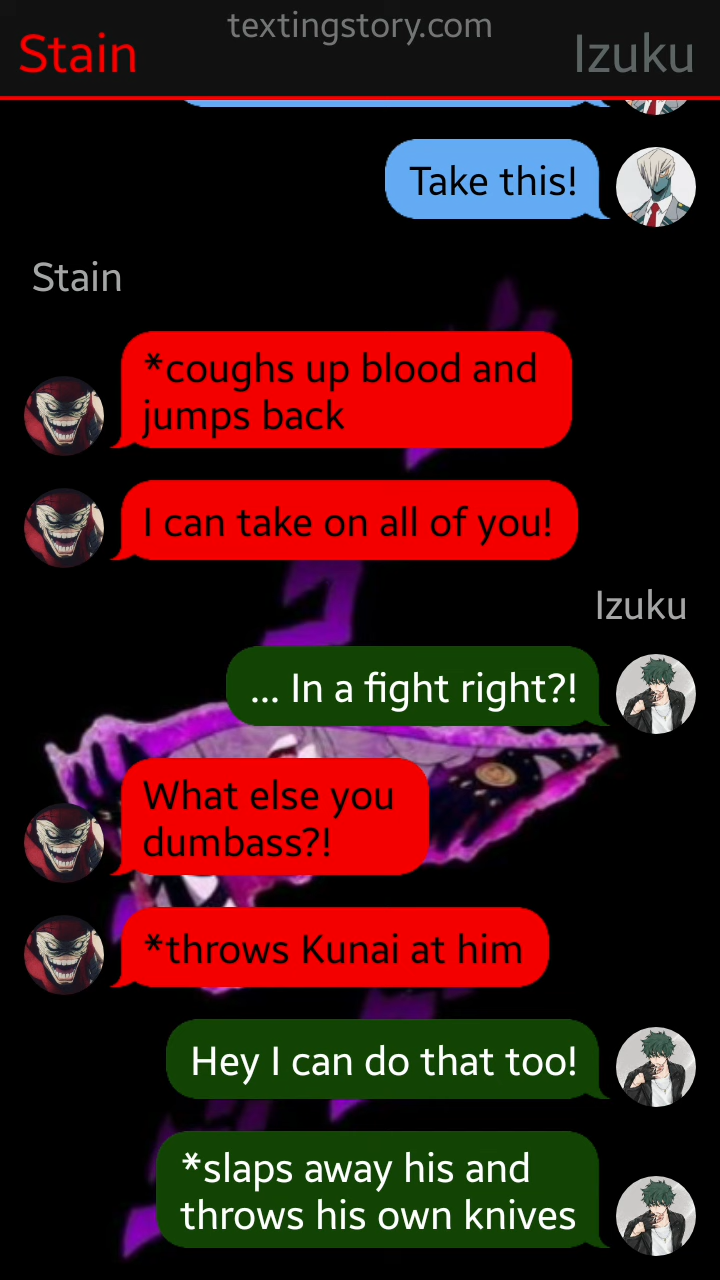 textingstory.com
Stain
Izuku
Take this!
Stain
*coughs up blood and
jumps back
I can take on all of you!
Izuku
... In a fight right?!
What else you
dumbass?!
*throws Kunai at him
Hey I can do that too!
*slaps away his and
throws his own knives